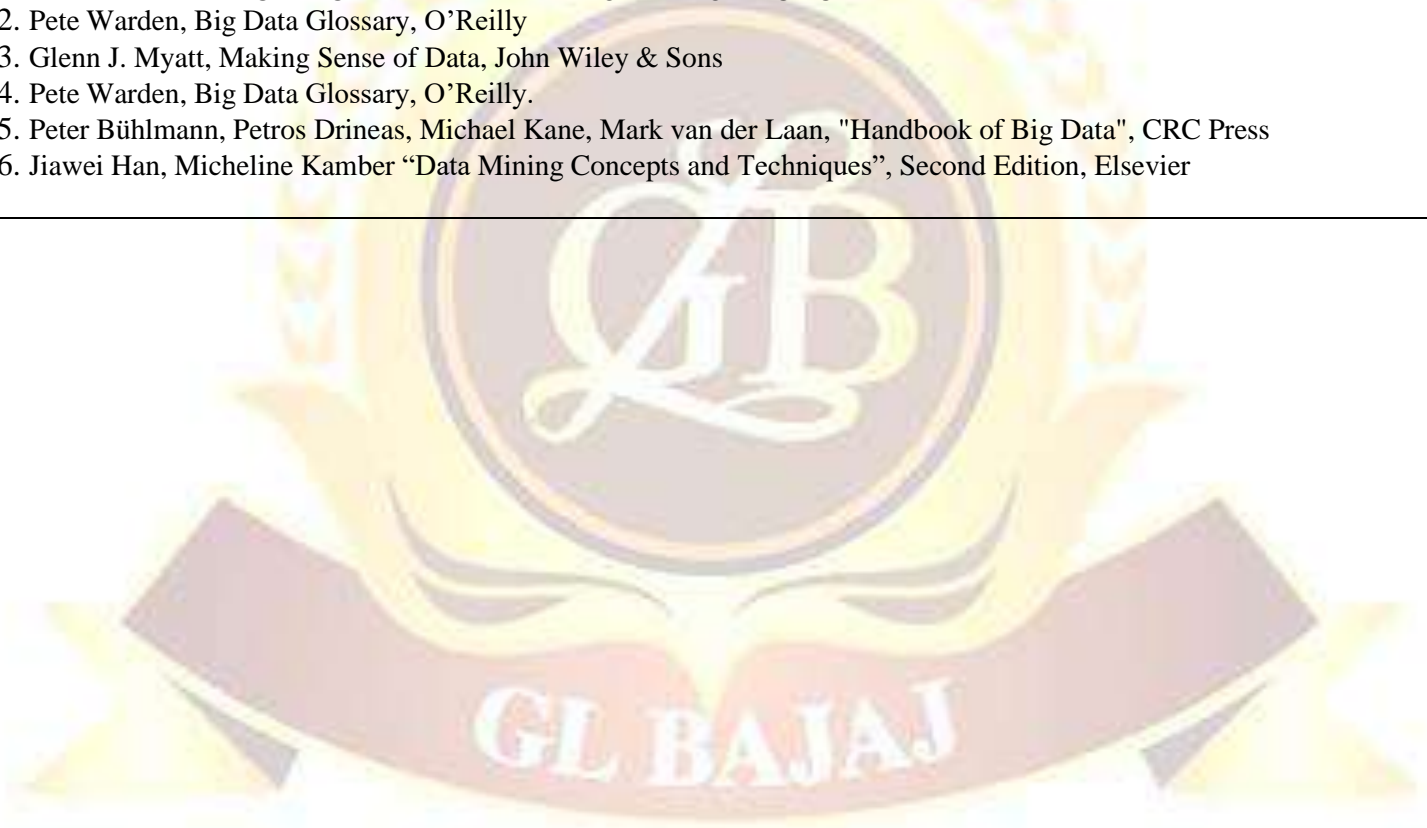 2. Pete Warden, Big Data Glossary, O’Reilly
3. Glenn J. Myatt, Making Sense of Data, John Wiley & Sons
4. Pete Warden, Big Data Glossary, O’Reilly.
5. Peter Bühlmann, Petros Drineas, Michael Kane, Mark van der Laan, "Handbook of Big Data", CRC Press
6. Jiawei Han, Micheline Kamber “Data Mining Concepts and Techniques”, Second Edition, Elsevier
GLB
GL BAJAJ